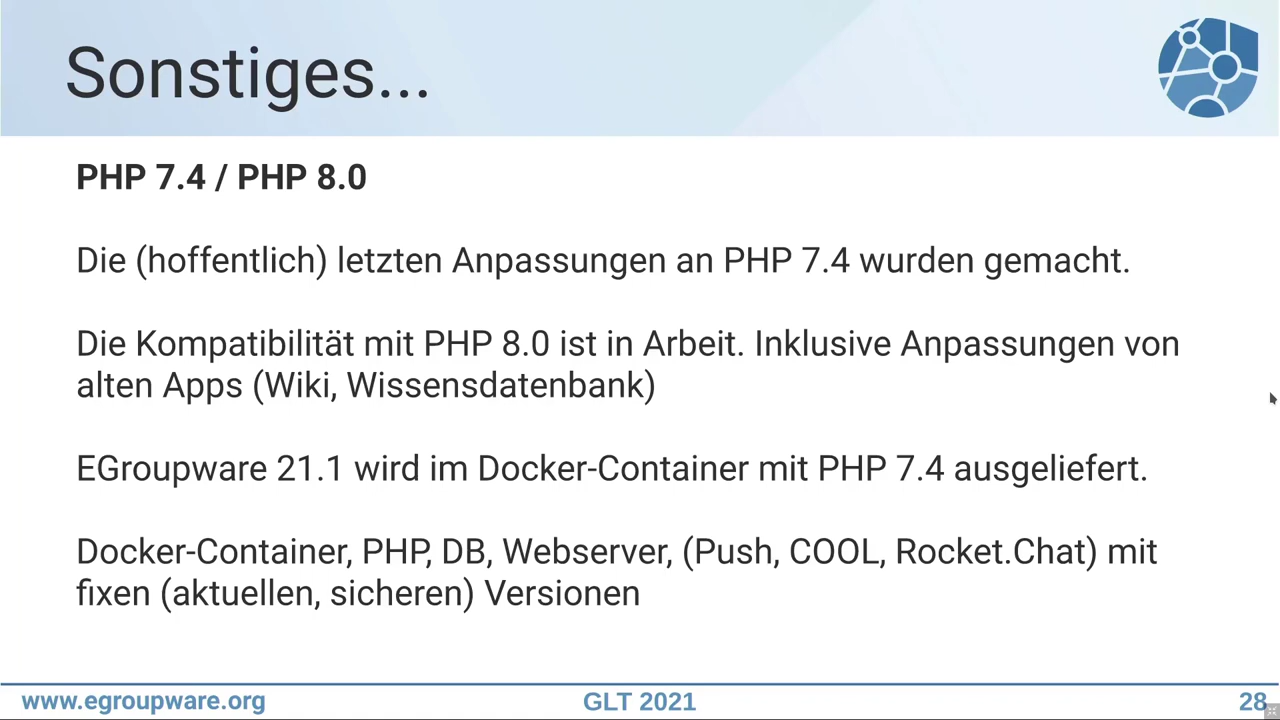 Sonstiges...
PHP 7.4 / PHP 8.0
Die (hoffentlich) letzten Anpassungen an PHP 7.4 wurden gemacht.
Die Kompatibilität mit PHP 8.0 ist in Arbeit. Inklusive Anpassungen von
alten Apps (Wiki, Wissensdatenbank)
EGroupware 21.1 wird im Docker-Container mit PHP 7.4 ausgeliefert.
Docker-Container, PHP, DB, Webserver, (Push, COOL, Rocket.Chat) mit
fixen (aktuellen, sicheren) Versionen
www.egroupware.org
GLT 2021
28